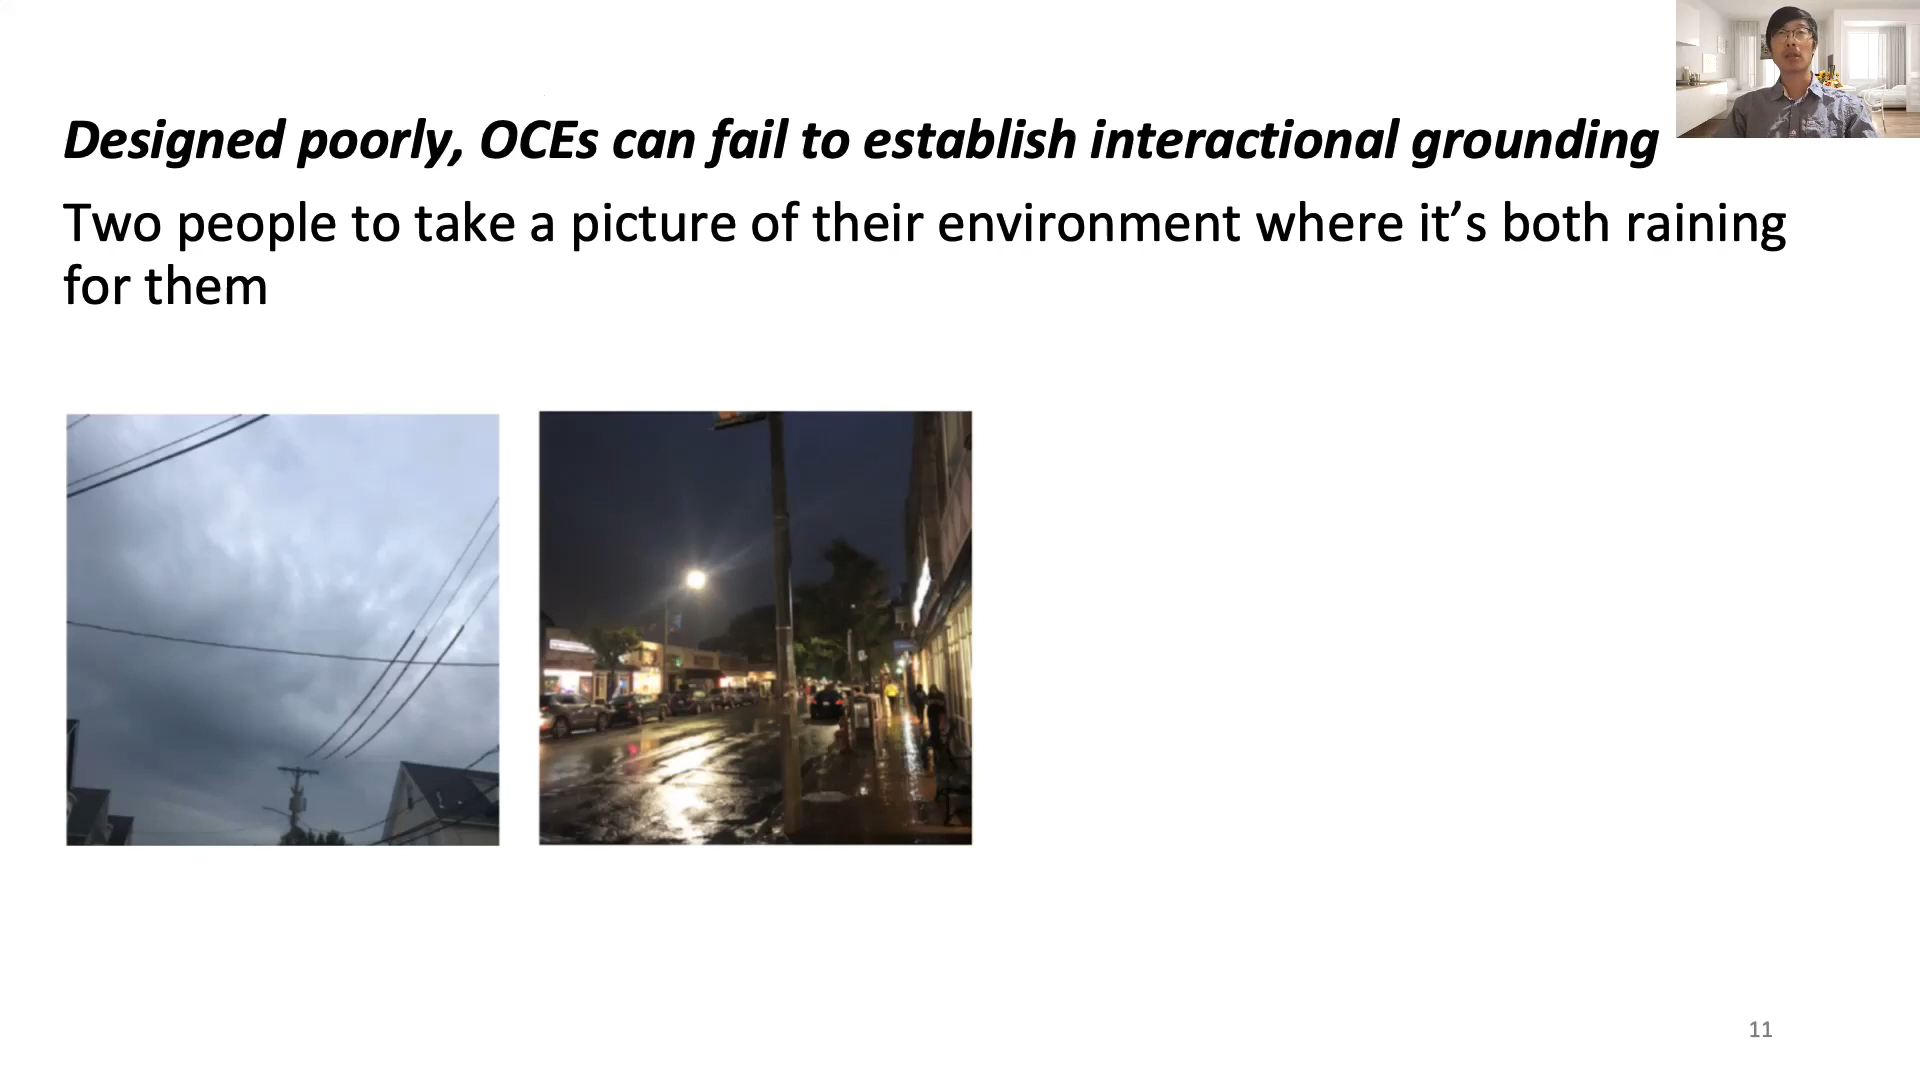 Designed poorly, OCEs can fail to establish interactional grounding
Two people to take a picture of their environment where it’s both raining
for them
11